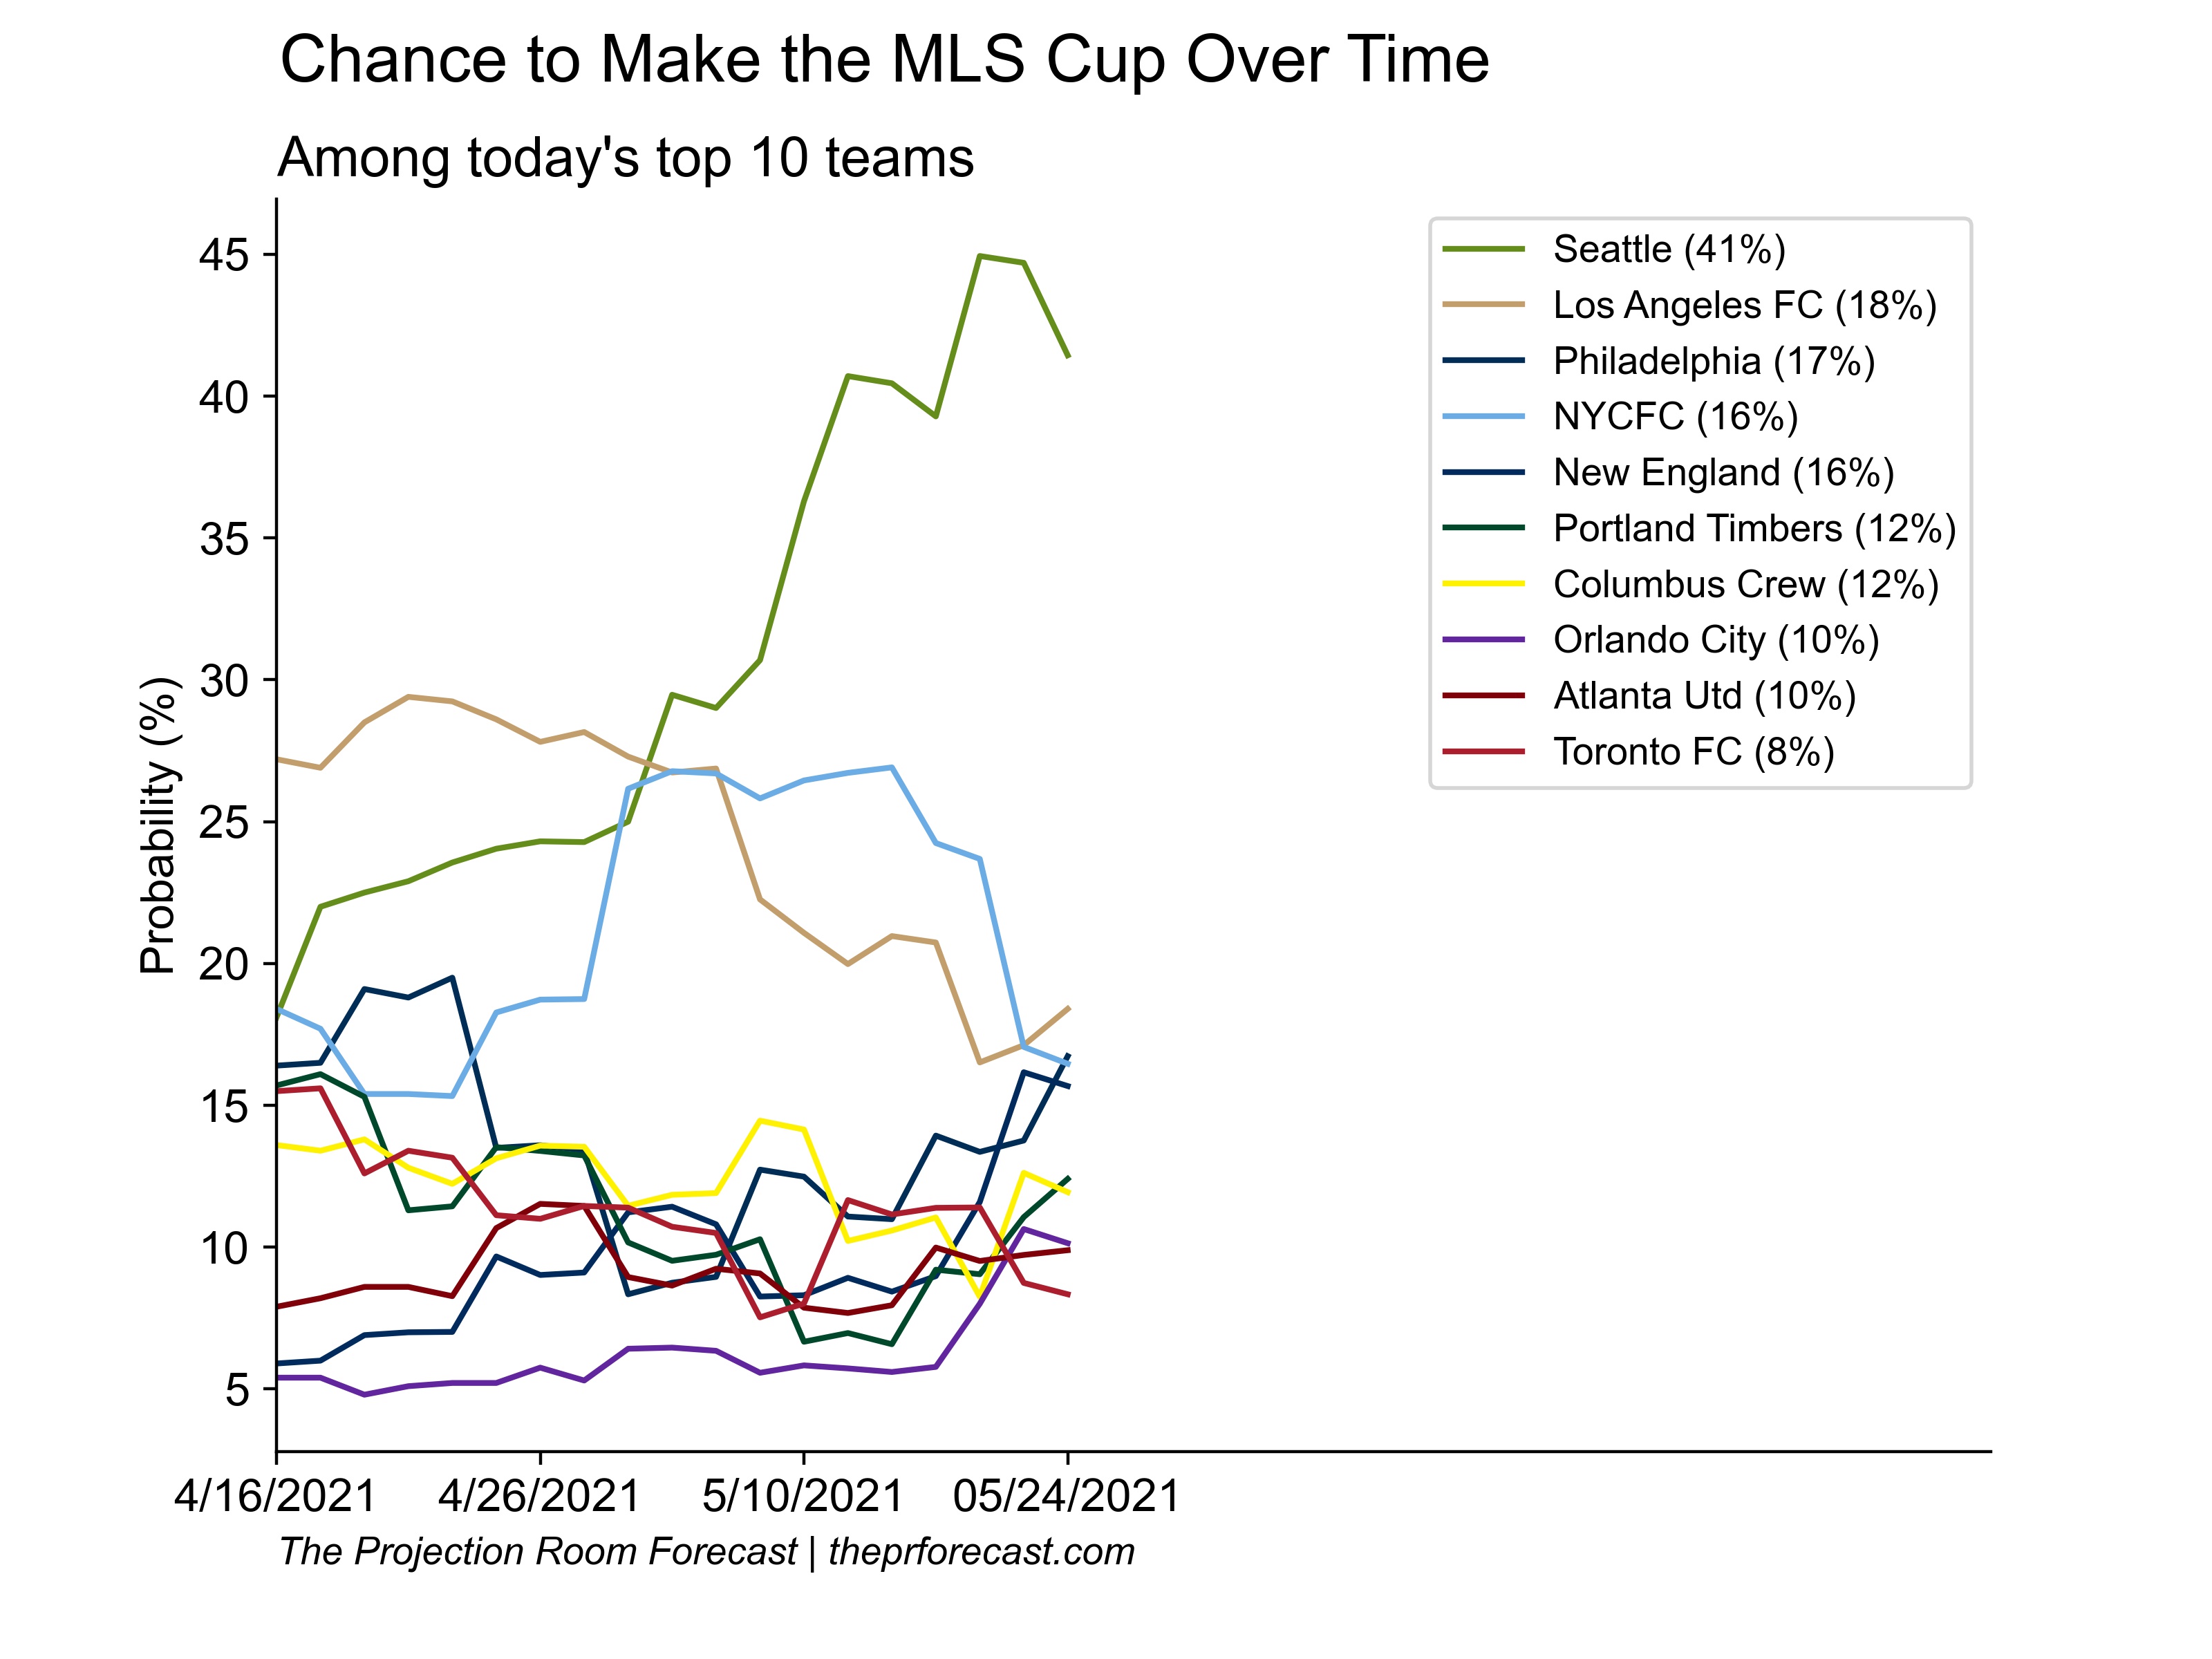 Chance to Make the MLS Cup Over Time
Among today's top 10 teams
45
40
35
30
25
20
15
10
5
Probability (%)
Seattle (41%)
Los Angeles FC (18%)
Philadelphia (17%)
NYCFC (16%)
New England (16%)
Portland Timbers (12%)
Columbus Crew (12%)
Orlando City (10%)
Atlanta Utd (10%)
Toronto FC (8%)
4/16/2021 4/26/2021 5/10/2021 05/24/2021
The Projection Room Forecast | theprforecast.com